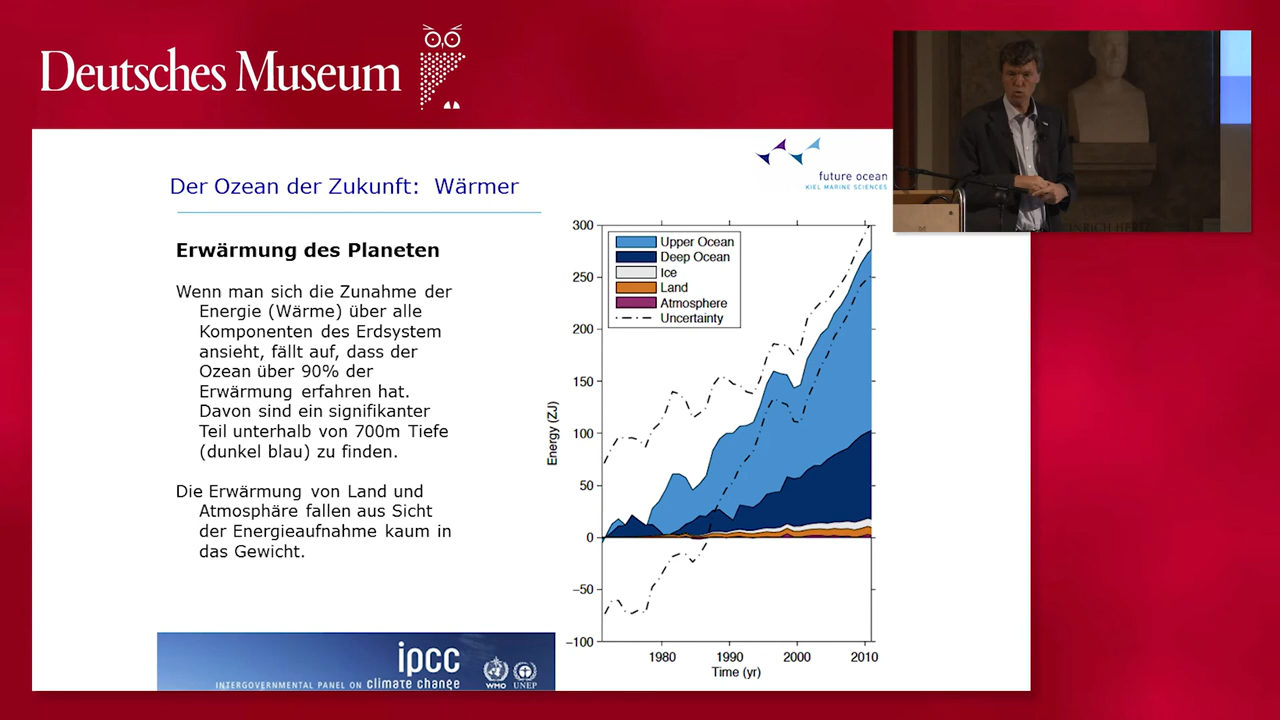 Deutsches Museum
future ocean
KIEL MARINE SCIENCES
Der Ozean der Zukunft: Wärmer
Erwärmung des Planeten
Wenn man sich die Zunahme der
Energie (Wärme) über alle
Komponenten des Erdsystem
ansieht, fällt auf, dass der
Ozean über 90% der
Erwärmung erfahren hat.
Davon sind ein signifikanter
Teil unterhalb von 700m Tiefe
(dunkel blau) zu finden.
Die Erwärmung von Land und
Atmosphäre fallen aus Sicht
der Energieaufnahme kaum in
das Gewicht.
Upper Ocean
Deep Ocean
Ice
Land
Atmosphere
Uncertainty
300
250
200
150
100
50
0
−50
−100
Energy (ZJ)
1980 1990 2000 2010
Time (yr)
ipcc
INTERGOVERNMENTAL PANEL ON climate change
WMO UNEP